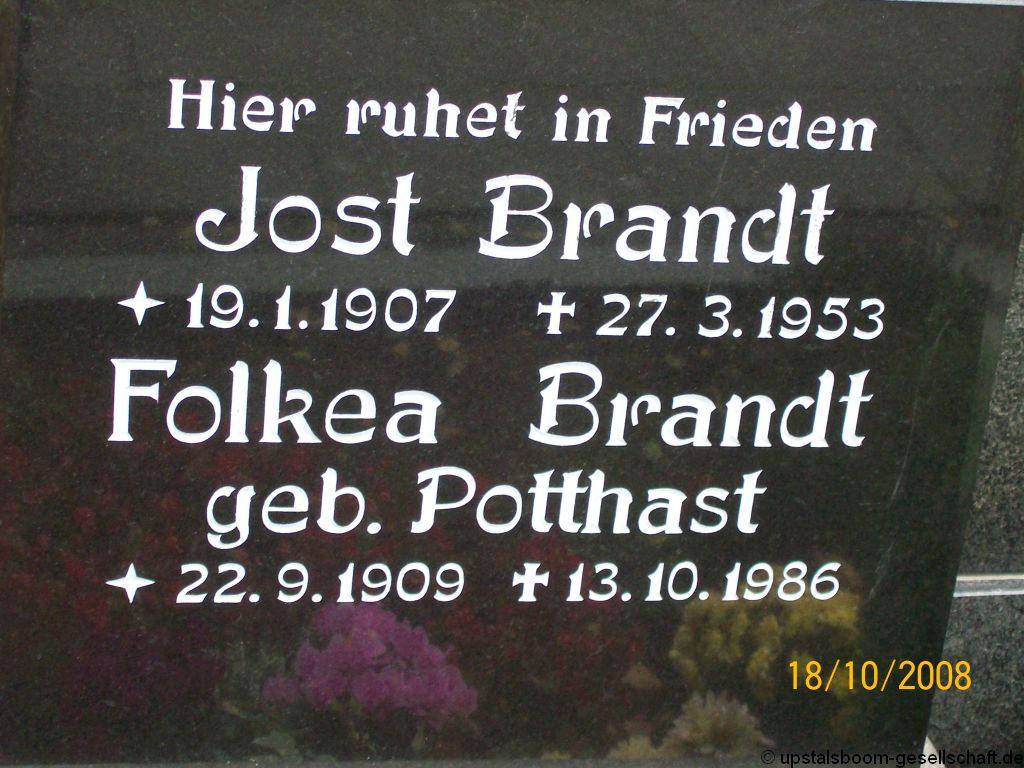 Hier ruhet in Frieden
Jost Brandt
✦ 19.1.1907 ✝ 27.3.1953
Folkea Brandt
geb. Potthast
✦ 22.9.1909 ✝ 13.10.1986
18/10/2008
© upstalsboom-gesellschaft.de